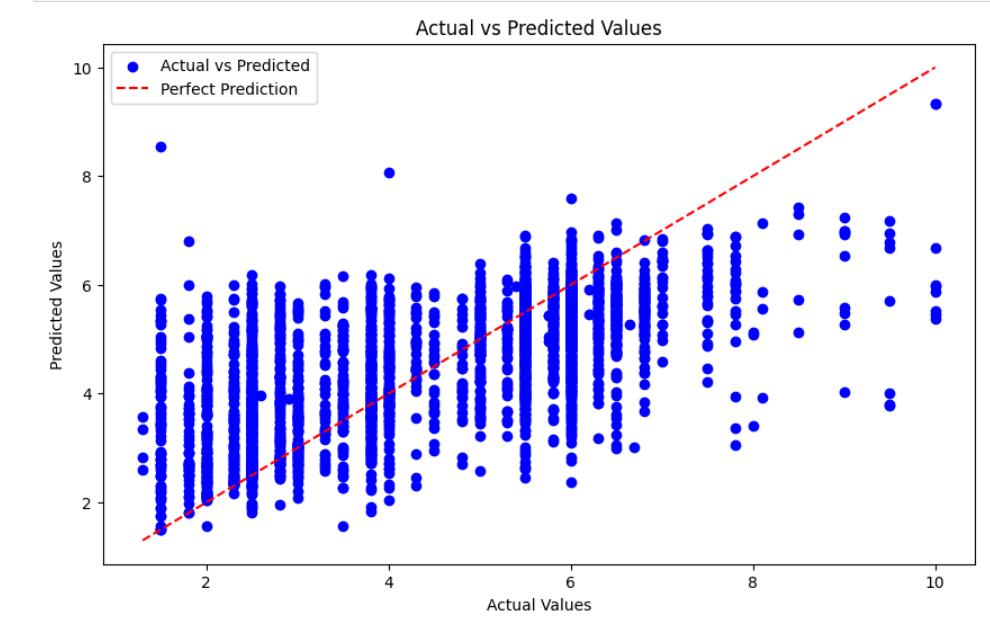 Actual vs Predicted Values
Actual vs Predicted
Perfect Prediction
10
8
6
4
2
Predicted Values
2 4 6 8 10
Actual Values